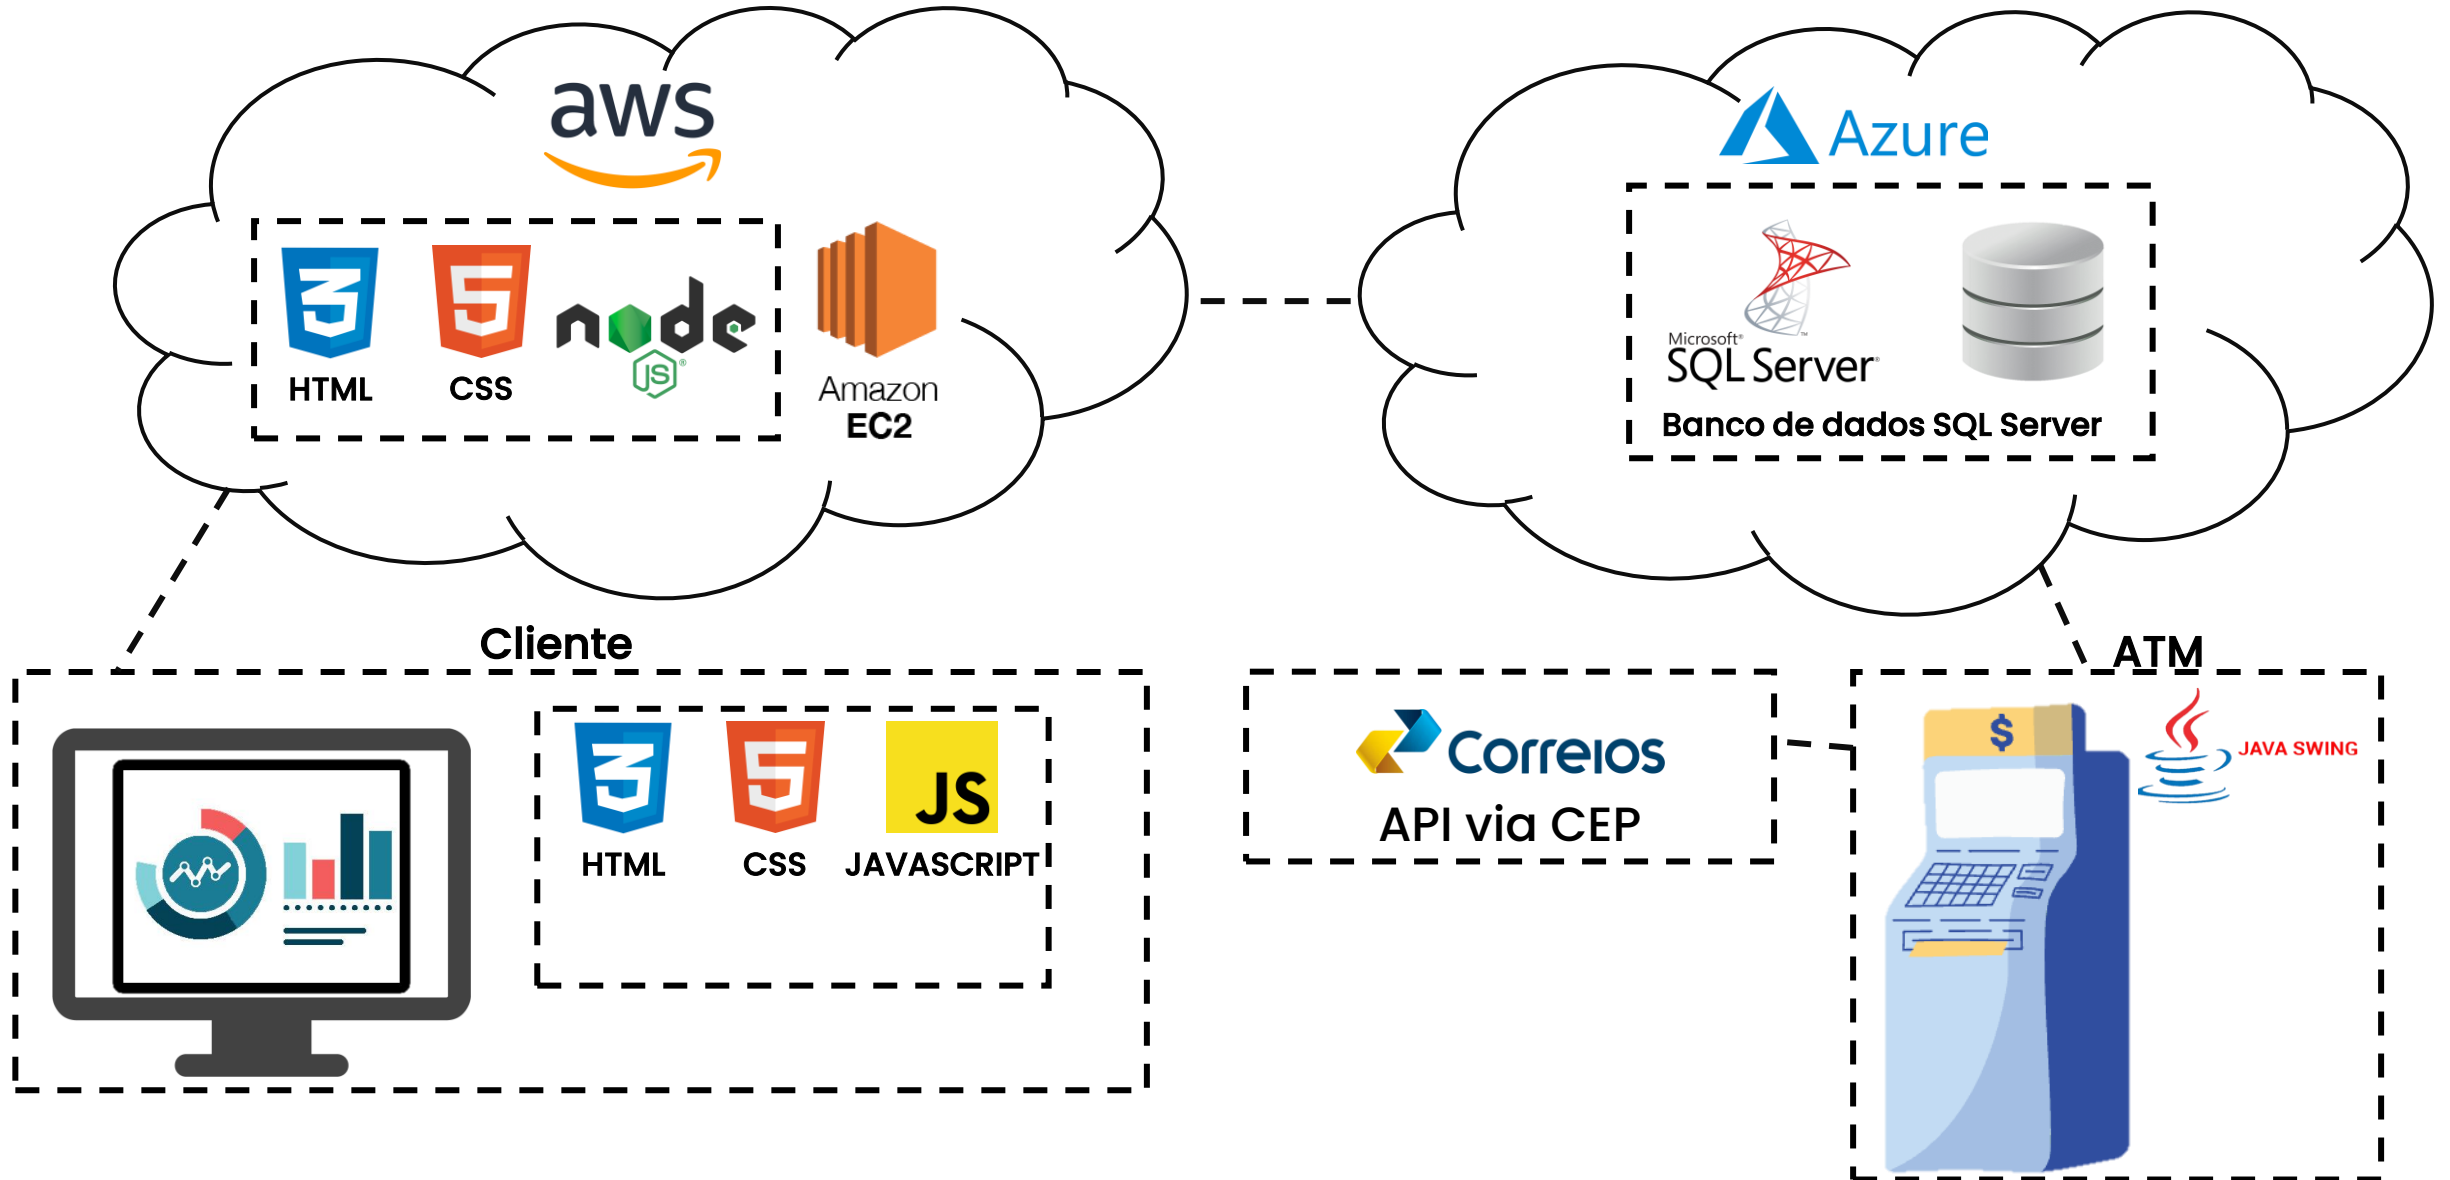 aws
HTML
CSS
node
JS
Amazon
EC2
Azure
Microsoft®
SQL Server
Banco de dados SQL Server
Cliente
HTML
CSS
JS
JAVASCRIPT
Correios
API via CEP
ATM
$
JAVA SWING